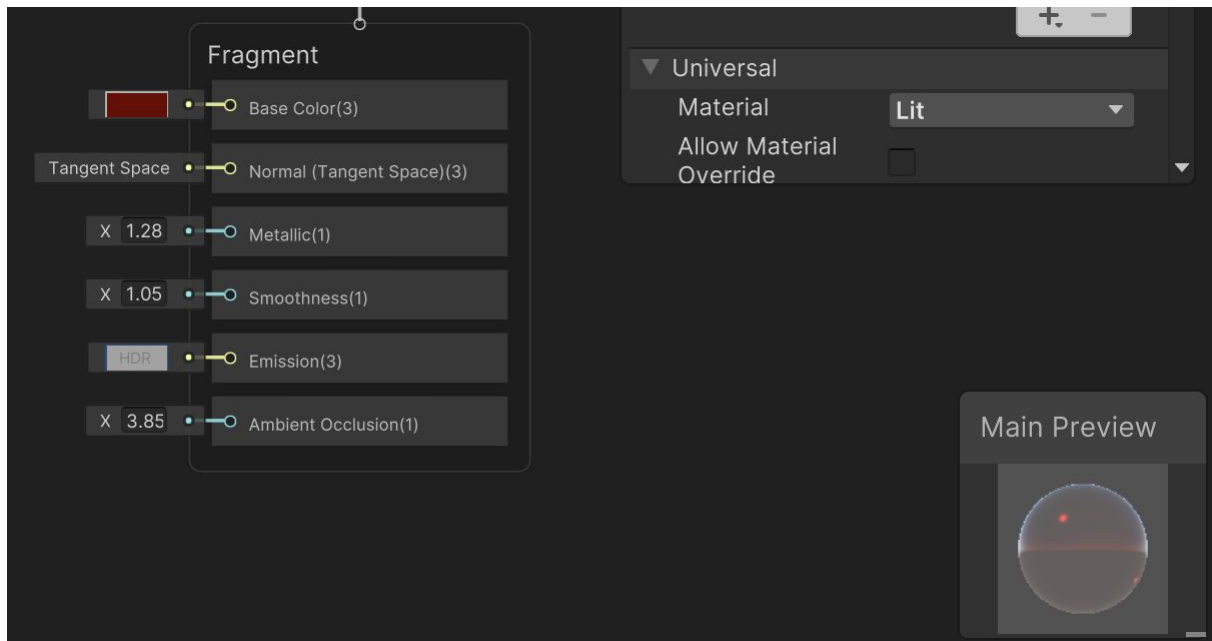 Fragment
Base Color(3)
Tangent Space
Normal (Tangent Space)(3)
X 1.28
Metallic(1)
X 1.05
Smoothness(1)
HDR
Emission(3)
X 3.85
Ambient Occlusion(1)
Universal
Material
Lit
Allow Material
Override
Main Preview